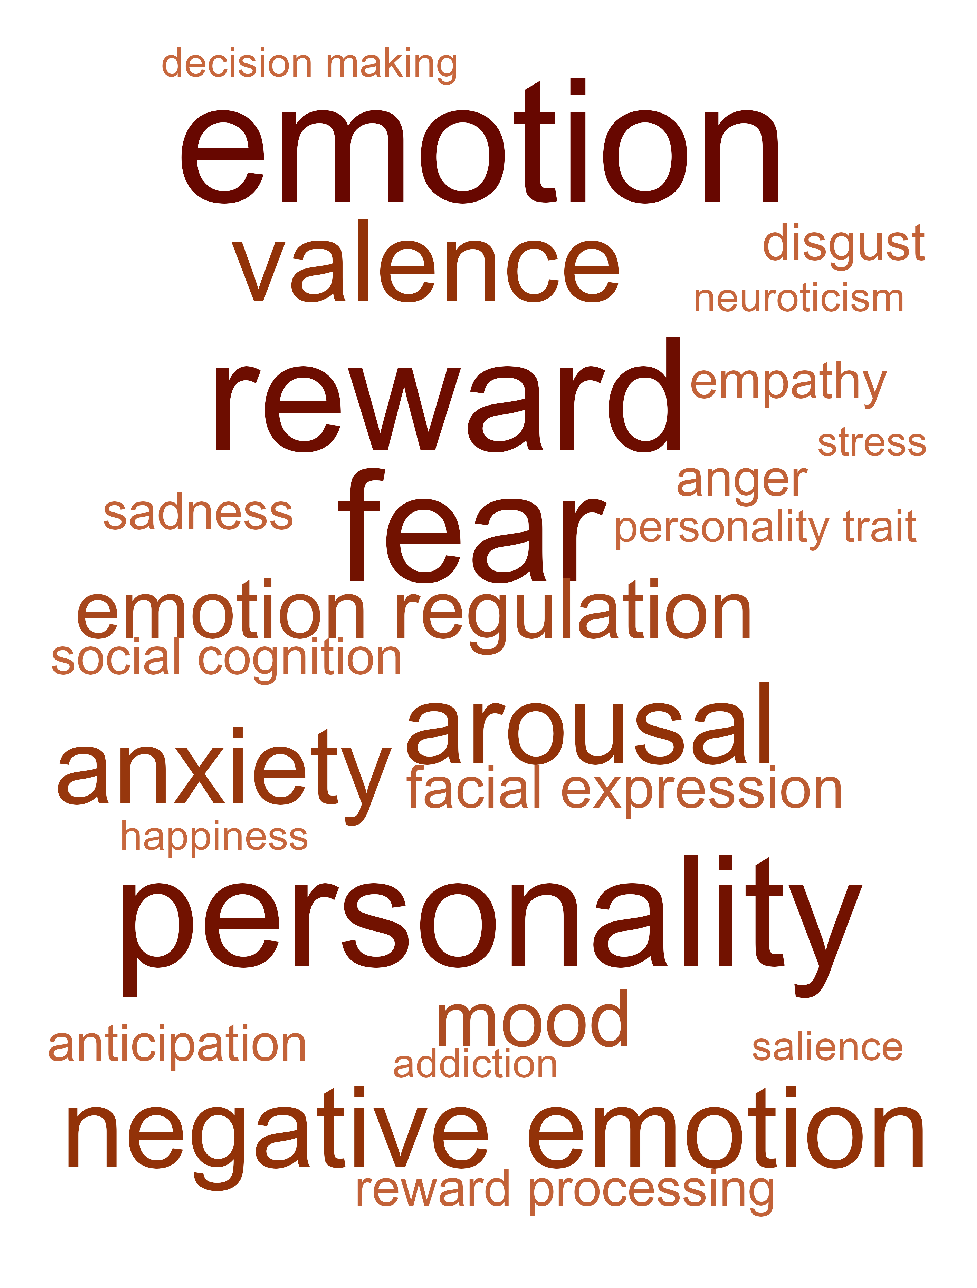 decision making
emotion
valence
disgust
neuroticism
reward
empathy
stress
anger
sadness
fear
personality trait
emotion regulation
social cognition
arousal
anxiety
facial expression
happiness
personality
mood
anticipation
addiction
salience
negative emotion
reward processing